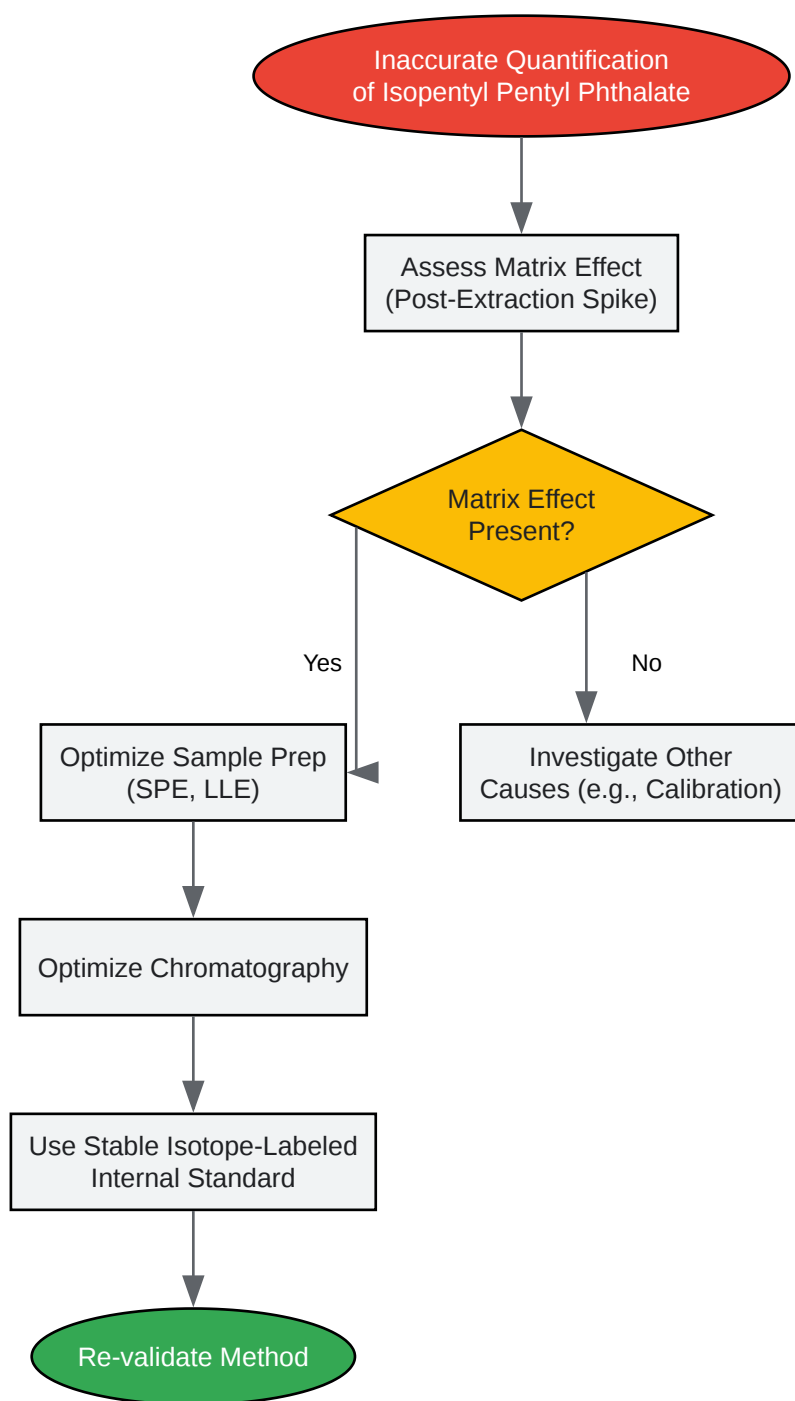 Inaccurate Quantification
of Isopentyl Pentyl Phthalate
Assess Matrix Effect
(Post-Extraction Spike)
Matrix Effect
Present?
Yes
No
Optimize Sample Prep
(SPE, LLE)
Investigate Other
Causes (e.g., Calibration)
Optimize Chromatography
Use Stable Isotope-Labeled
Internal Standard
Re-validate Method